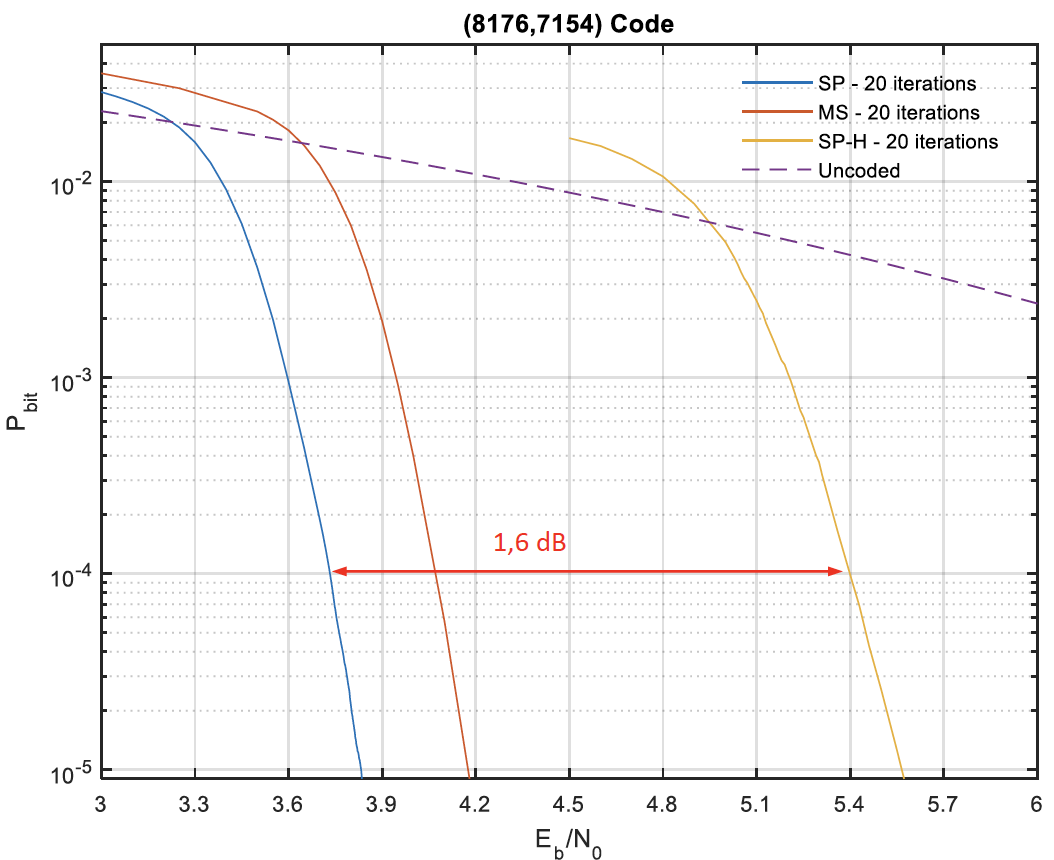 (8176,7154) Code
SP - 20 iterations
MS - 20 iterations
SP-H - 20 iterations
Uncoded
10⁻²
10⁻³
10⁻⁴
10⁻⁵
P_bit
1,6 dB
3 3.3 3.6 3.9 4.2 4.5 4.8 5.1 5.4 5.7 6
E_b/N_0